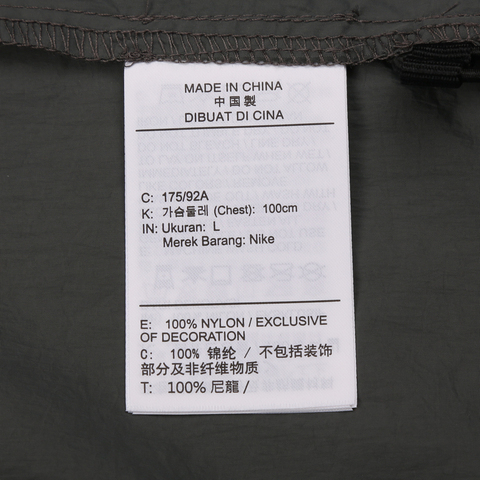 MADE IN CHINA
中国製
DIBUAT DI CINA
C: 175/92A
K: 가슴둘레 (Chest): 100cm
IN: Ukuran: L
Merek Barang: Nike
E: 100% NYLON / EXCLUSIVE
OF DECORATION
C: 100% 锦纶 / 不包括装饰
部分及非纤维物质
T: 100% 尼龍 /